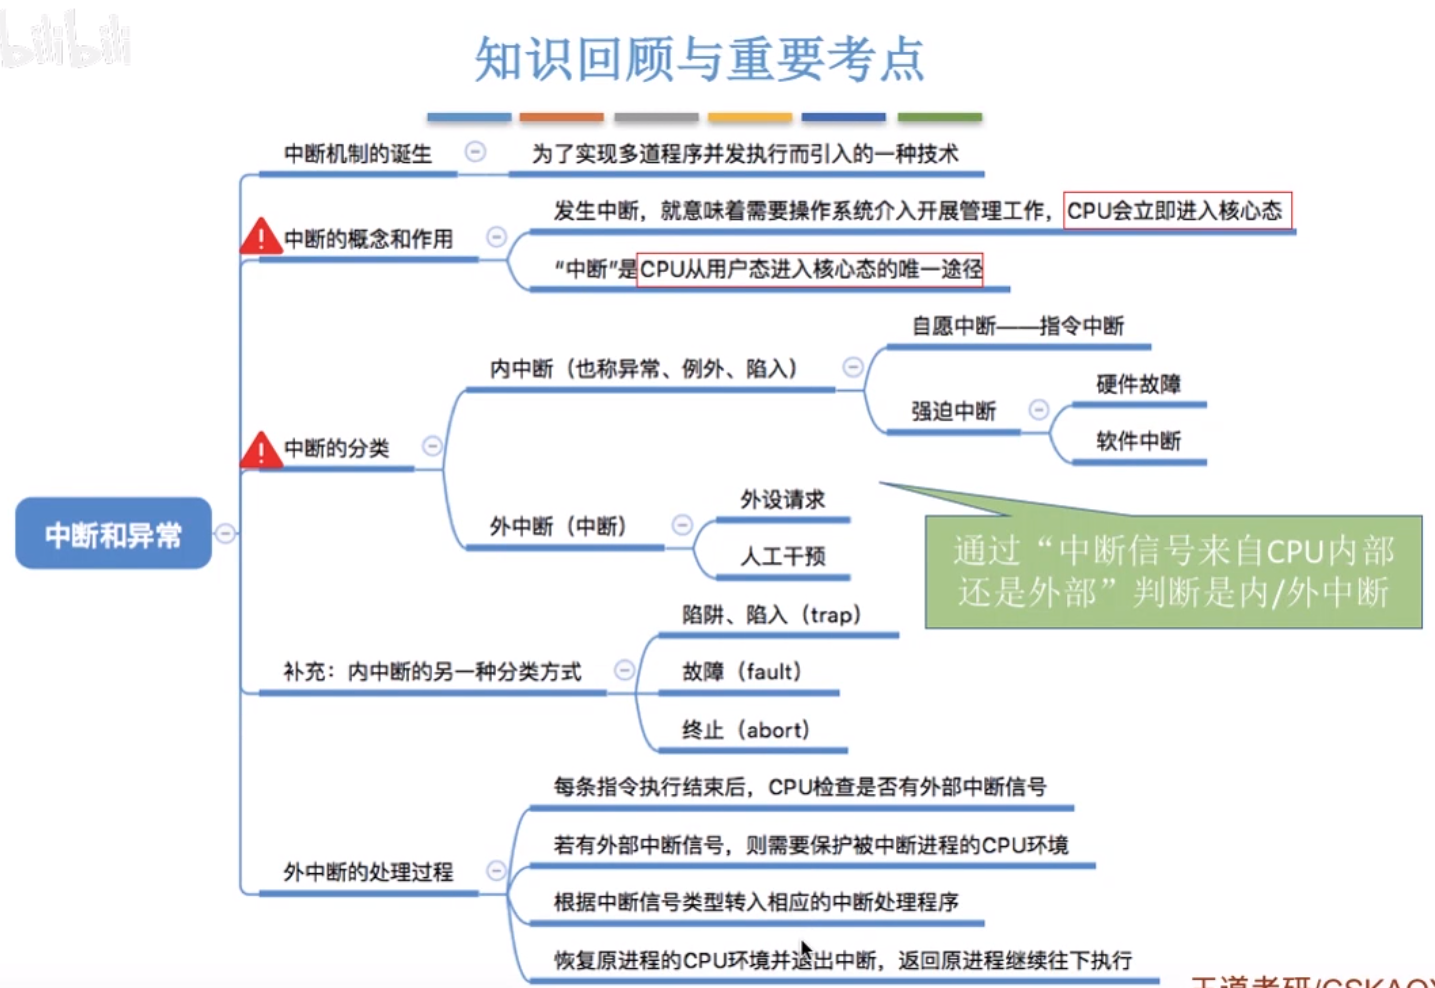 bilibili
知识回顾与重要考点
中断机制的诞生
为了实现多道程序并发执行而引入的一种技术
中断的概念和作用
发生中断，就意味着需要操作系统介入开展管理工作，CPU会立即进入核心态
“中断”是CPU从用户态进入核心态的唯一途径
中断的分类
内中断（也称异常、例外、陷入）
自愿中断——指令中断
强迫中断
硬件故障
软件中断
外中断（中断）
外设请求
人工干预
通过“中断信号来自CPU内部
还是外部”判断是内/外中断
中断和异常
补充：内中断的另一种分类方式
陷阱、陷入（trap）
故障（fault）
终止（abort）
外中断的处理过程
每条指令执行结束后，CPU检查是否有外部中断信号
若有外部中断信号，则需要保护被中断进程的CPU环境
根据中断信号类型转入相应的中断处理程序
恢复原进程的CPU环境并退出中断，返回原进程继续往下执行